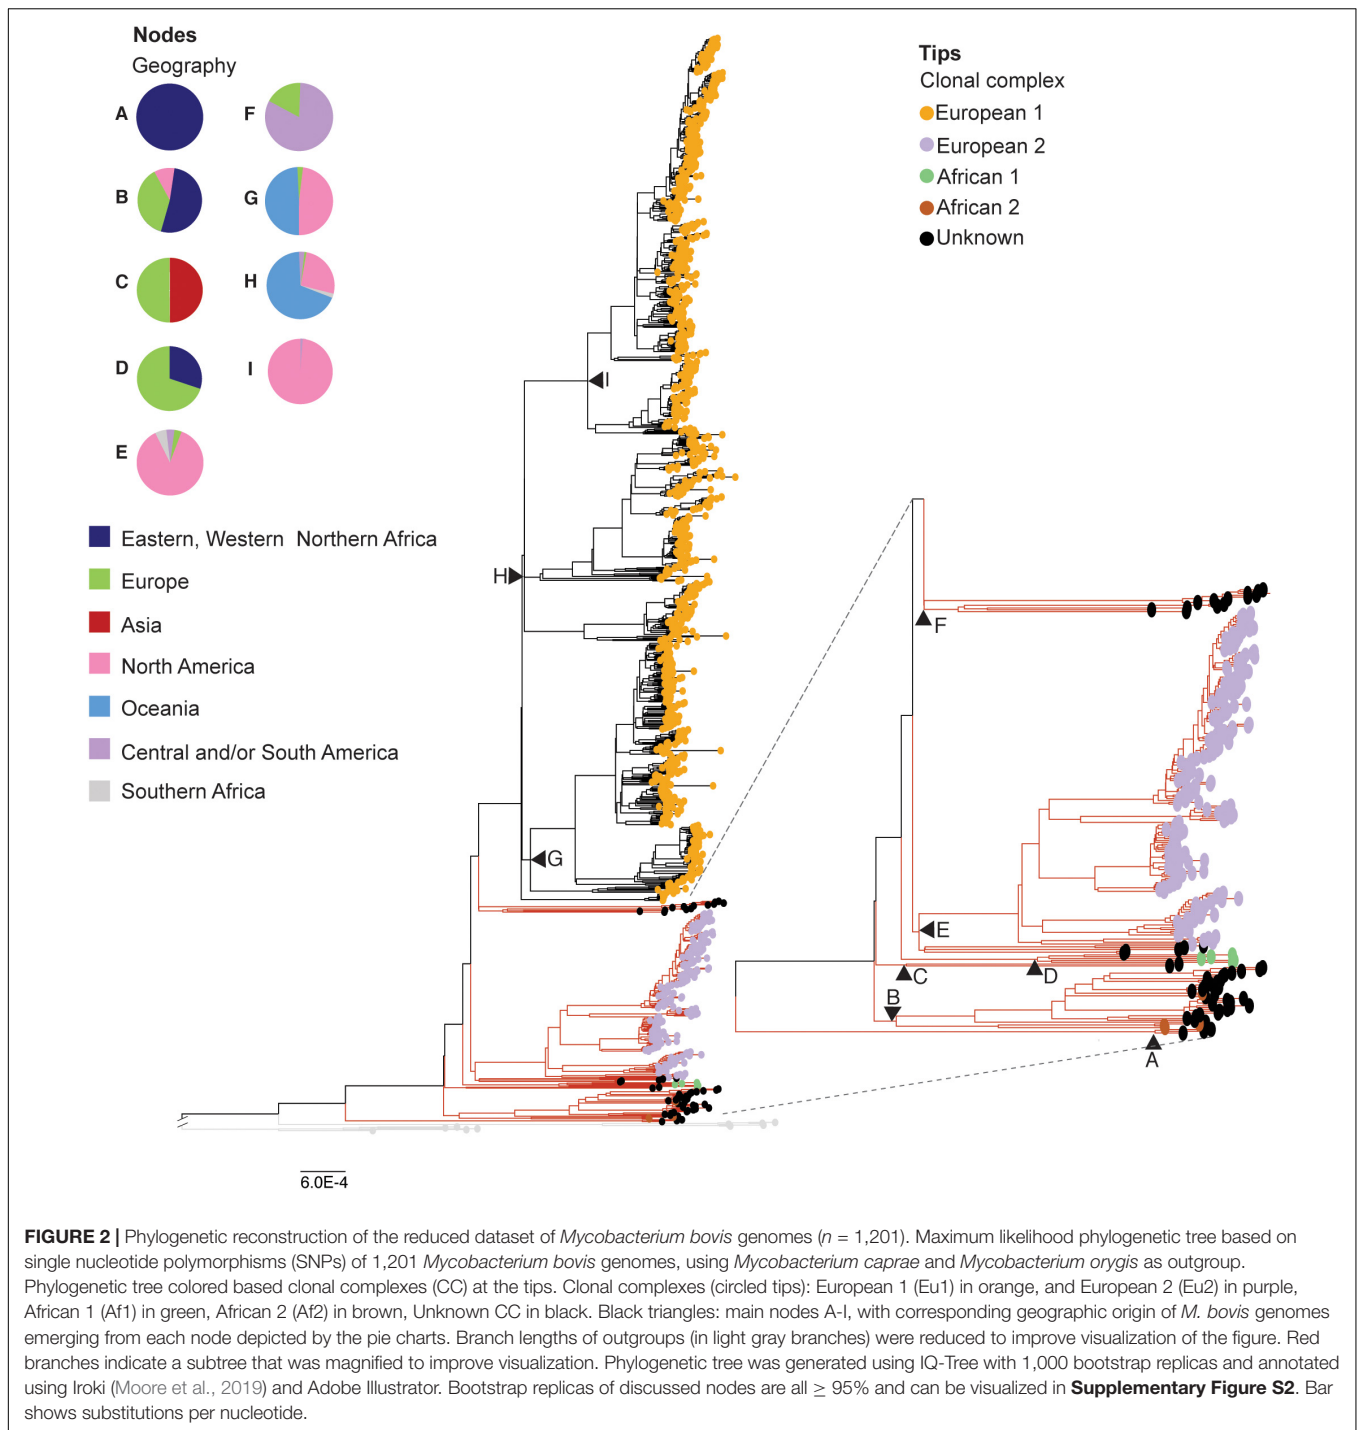 Nodes
Geography
A
F
B
G
C
H
D
I
E
Eastern, Western  Northern Africa
Europe
Asia
North America
Oceania
Central and/or South America
Southern Africa
Tips
Clonal complex
European 1
European 2
African 1
African 2
Unknown
I
H
G
F
E
C
D
B
A
6.0E-4
FIGURE 2 | Phylogenetic reconstruction of the reduced dataset of Mycobacterium bovis genomes (n = 1,201). Maximum likelihood phylogenetic tree based on
single nucleotide polymorphisms (SNPs) of 1,201 Mycobacterium bovis genomes, using Mycobacterium caprae and Mycobacterium orygis as outgroup.
Phylogenetic tree colored based clonal complexes (CC) at the tips. Clonal complexes (circled tips): European 1 (Eu1) in orange, and European 2 (Eu2) in purple,
African 1 (Af1) in green, African 2 (Af2) in brown, Unknown CC in black. Black triangles: main nodes A-I, with corresponding geographic origin of M. bovis genomes
emerging from each node depicted by the pie charts. Branch lengths of outgroups (in light gray branches) were reduced to improve visualization of the figure. Red
branches indicate a subtree that was magnified to improve visualization. Phylogenetic tree was generated using IQ-Tree with 1,000 bootstrap replicas and annotated
using Iroki (Moore et al., 2019) and Adobe Illustrator. Bootstrap replicas of discussed nodes are all ≥ 95% and can be visualized in Supplementary Figure S2. Bar
shows substitutions per nucleotide.